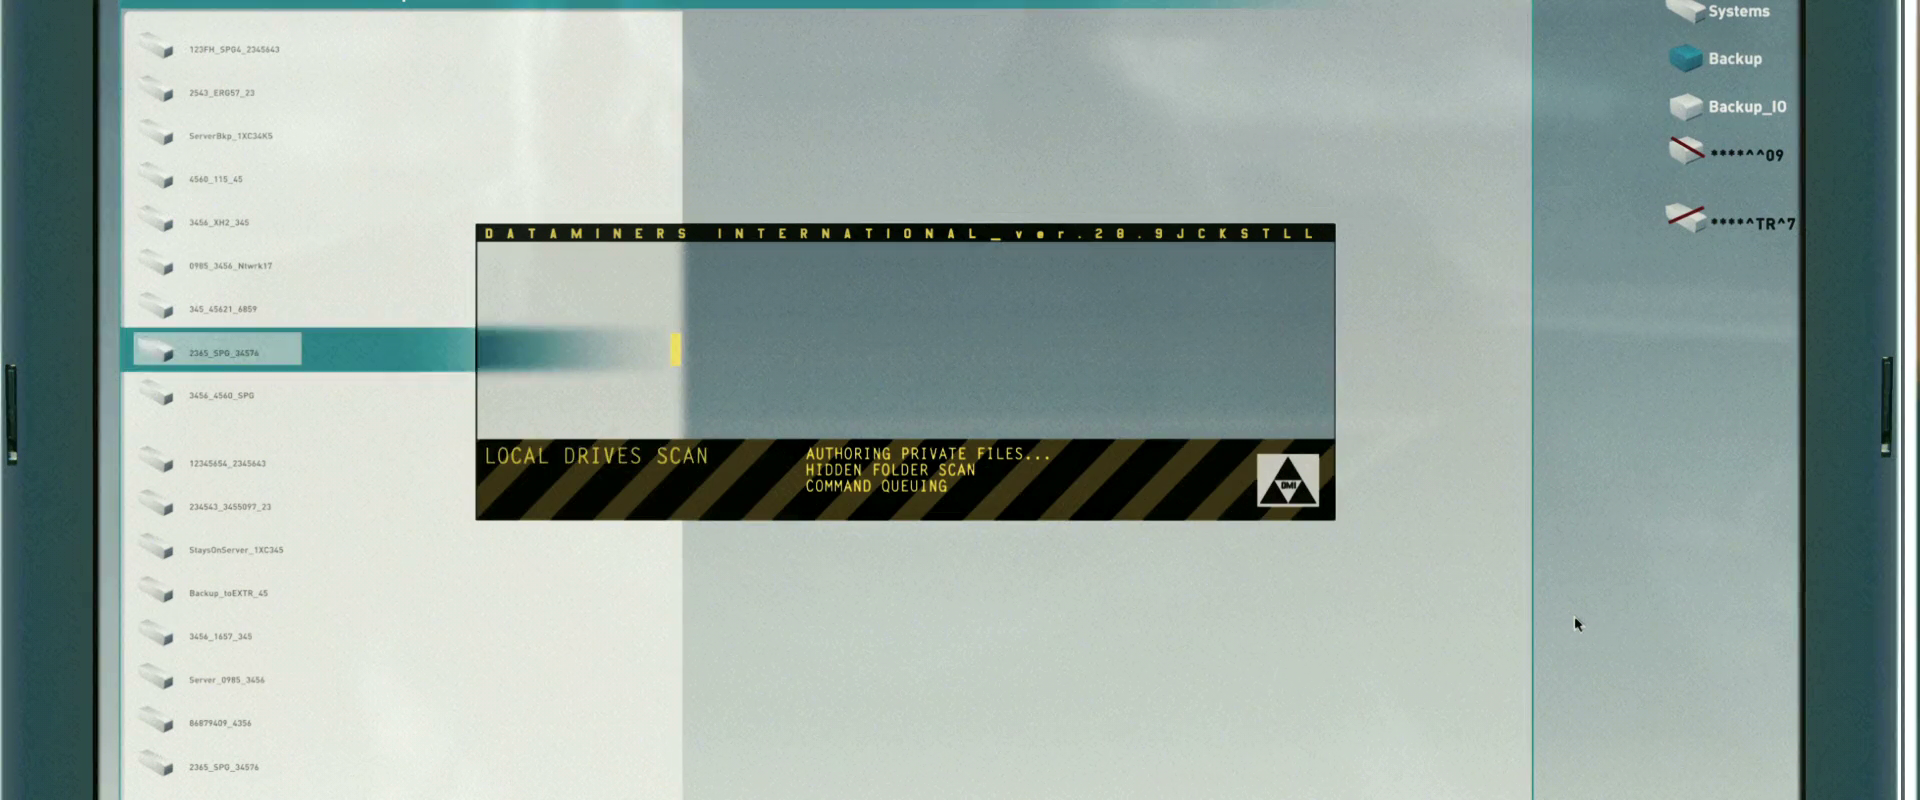 123FH_SPG4_2345643
2543_ERG57_23
ServerBkp_1XC34K5
4560_115_45
3456_XH2_345
0985_3456_Ntwrk17
345_45621_6859
2365_SPG_34576
3456_4560_SPG
12345654_2345643
234543_3455097_23
StaysOnServer_1XC345
Backup_toEXTR_45
3456_1657_345
Server_0985_3456
86879409_4356
2365_SPG_34576
DATAMINERS INTERNATIONAL_ver.28.9JCKSTLL
LOCAL DRIVES SCAN
AUTHORING PRIVATE FILES...
HIDDEN FOLDER SCAN
COMMAND QUEUING
DMI
Systems
Backup
Backup_IO
****^^09
****^TR^7